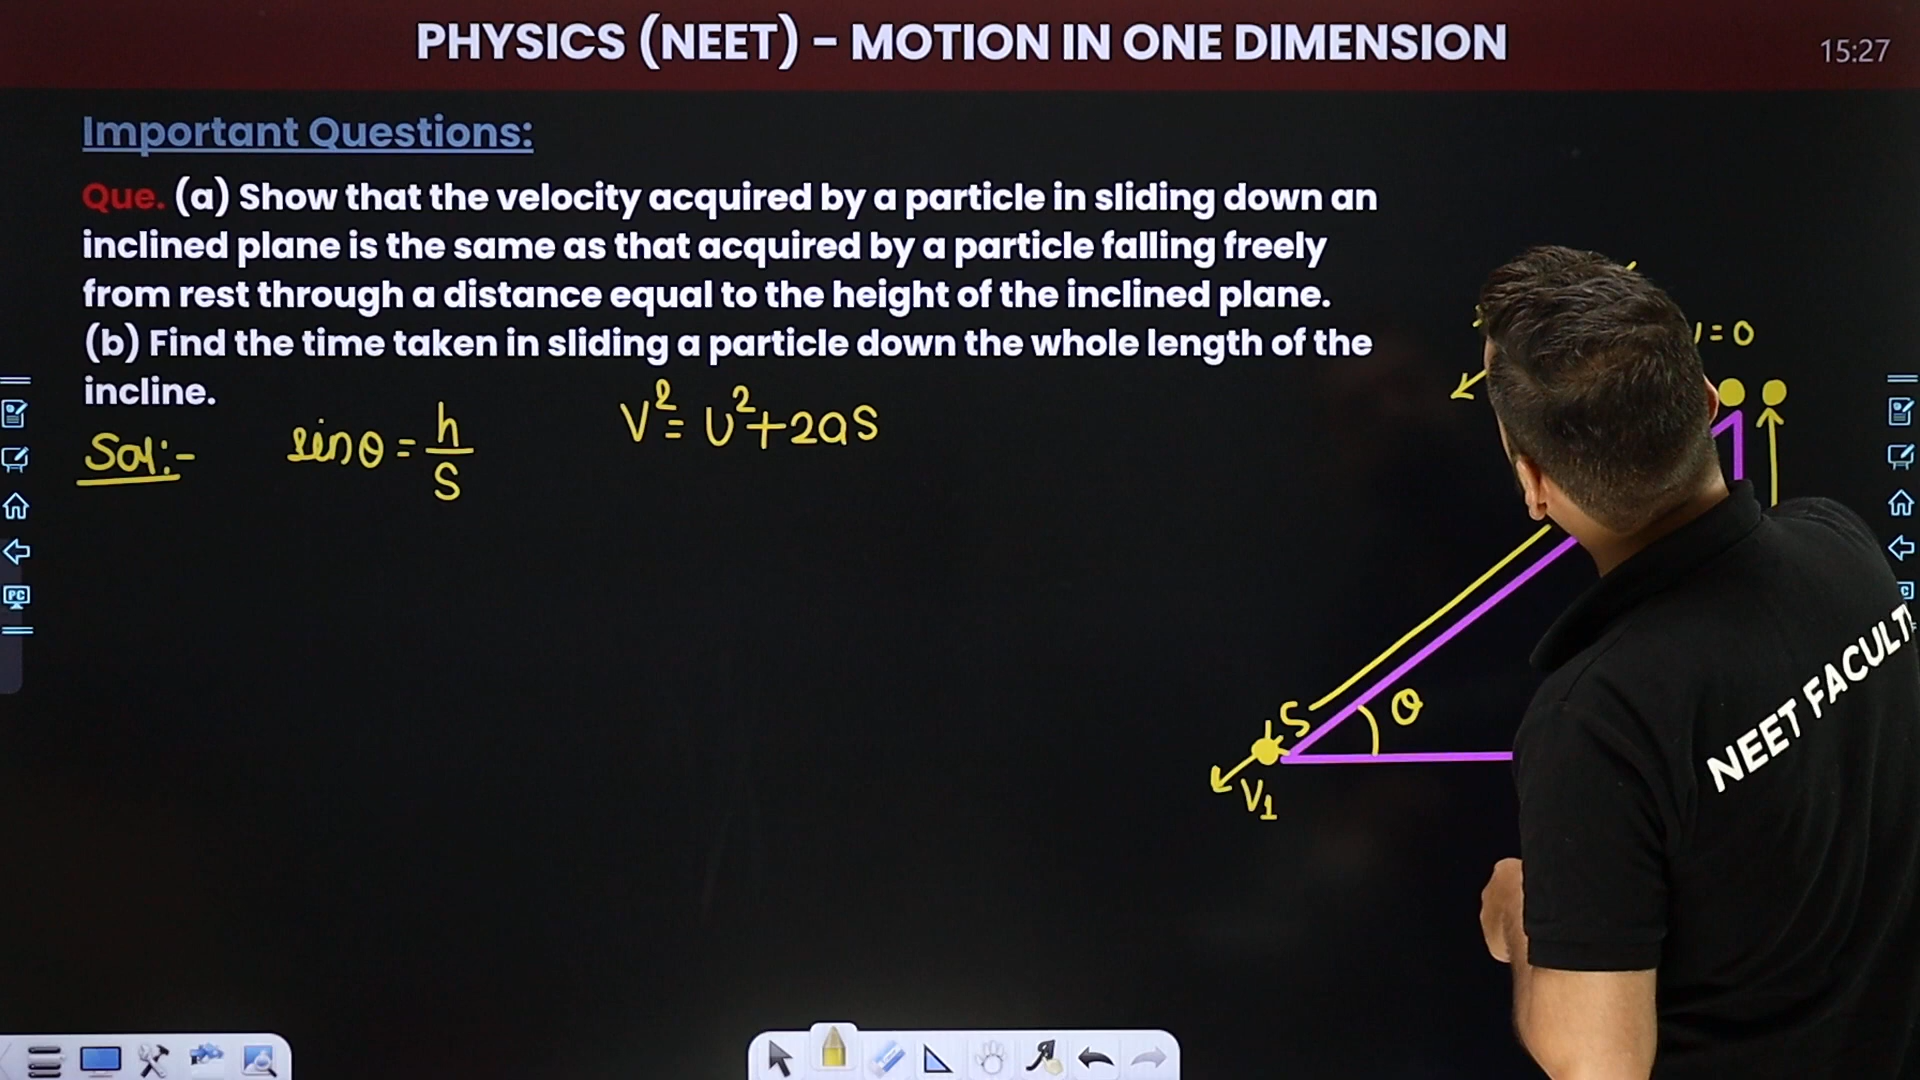 PHYSICS (NEET) - MOTION IN ONE DIMENSION
15:27
Important Questions:
Que. (a) Show that the velocity acquired by a particle in sliding down an
inclined plane is the same as that acquired by a particle falling freely
from rest through a distance equal to the height of the inclined plane.
(b) Find the time taken in sliding a particle down the whole length of the
incline.
Sol:-
sinθ = h/S
V² = U² + 2as
= 0
S
θ
V₁
NEET FACULT
PC